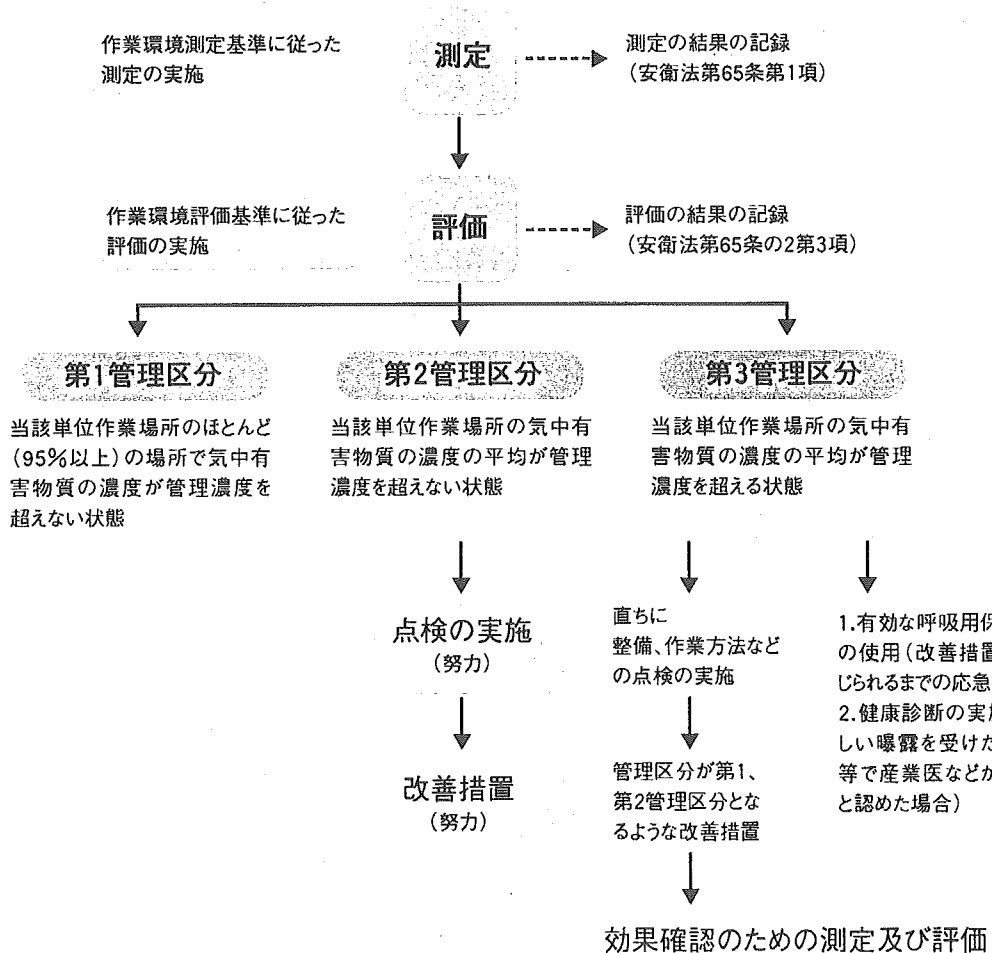 作業環境測定基準に従った
測定の実施
測定
測定の結果の記録
(安衛法第65条第1項)
作業環境評価基準に従った
評価の実施
評価
評価の結果の記録
(安衛法第65条の2第3項)
第1管理区分
当該単位作業場所のほとんど
(95%以上)の場所で気中有
害物質の濃度が管理濃度を
超えない状態
第2管理区分
当該単位作業場所の気中有
害物質の濃度の平均が管理
濃度を超えない状態
第3管理区分
当該単位作業場所の気中有
害物質の濃度の平均が管理
濃度を超える状態
点検の実施
(努力)
改善措置
(努力)
直ちに
整備、作業方法など
の点検の実施
管理区分が第1、
第2管理区分とな
るような改善措置
1.有効な呼吸用保
の使用(改善措置
じられるまでの応急
2.健康診断の実施
しい曝露を受けた
等で産業医などが
と認めた場合)
効果確認のための測定及び評価